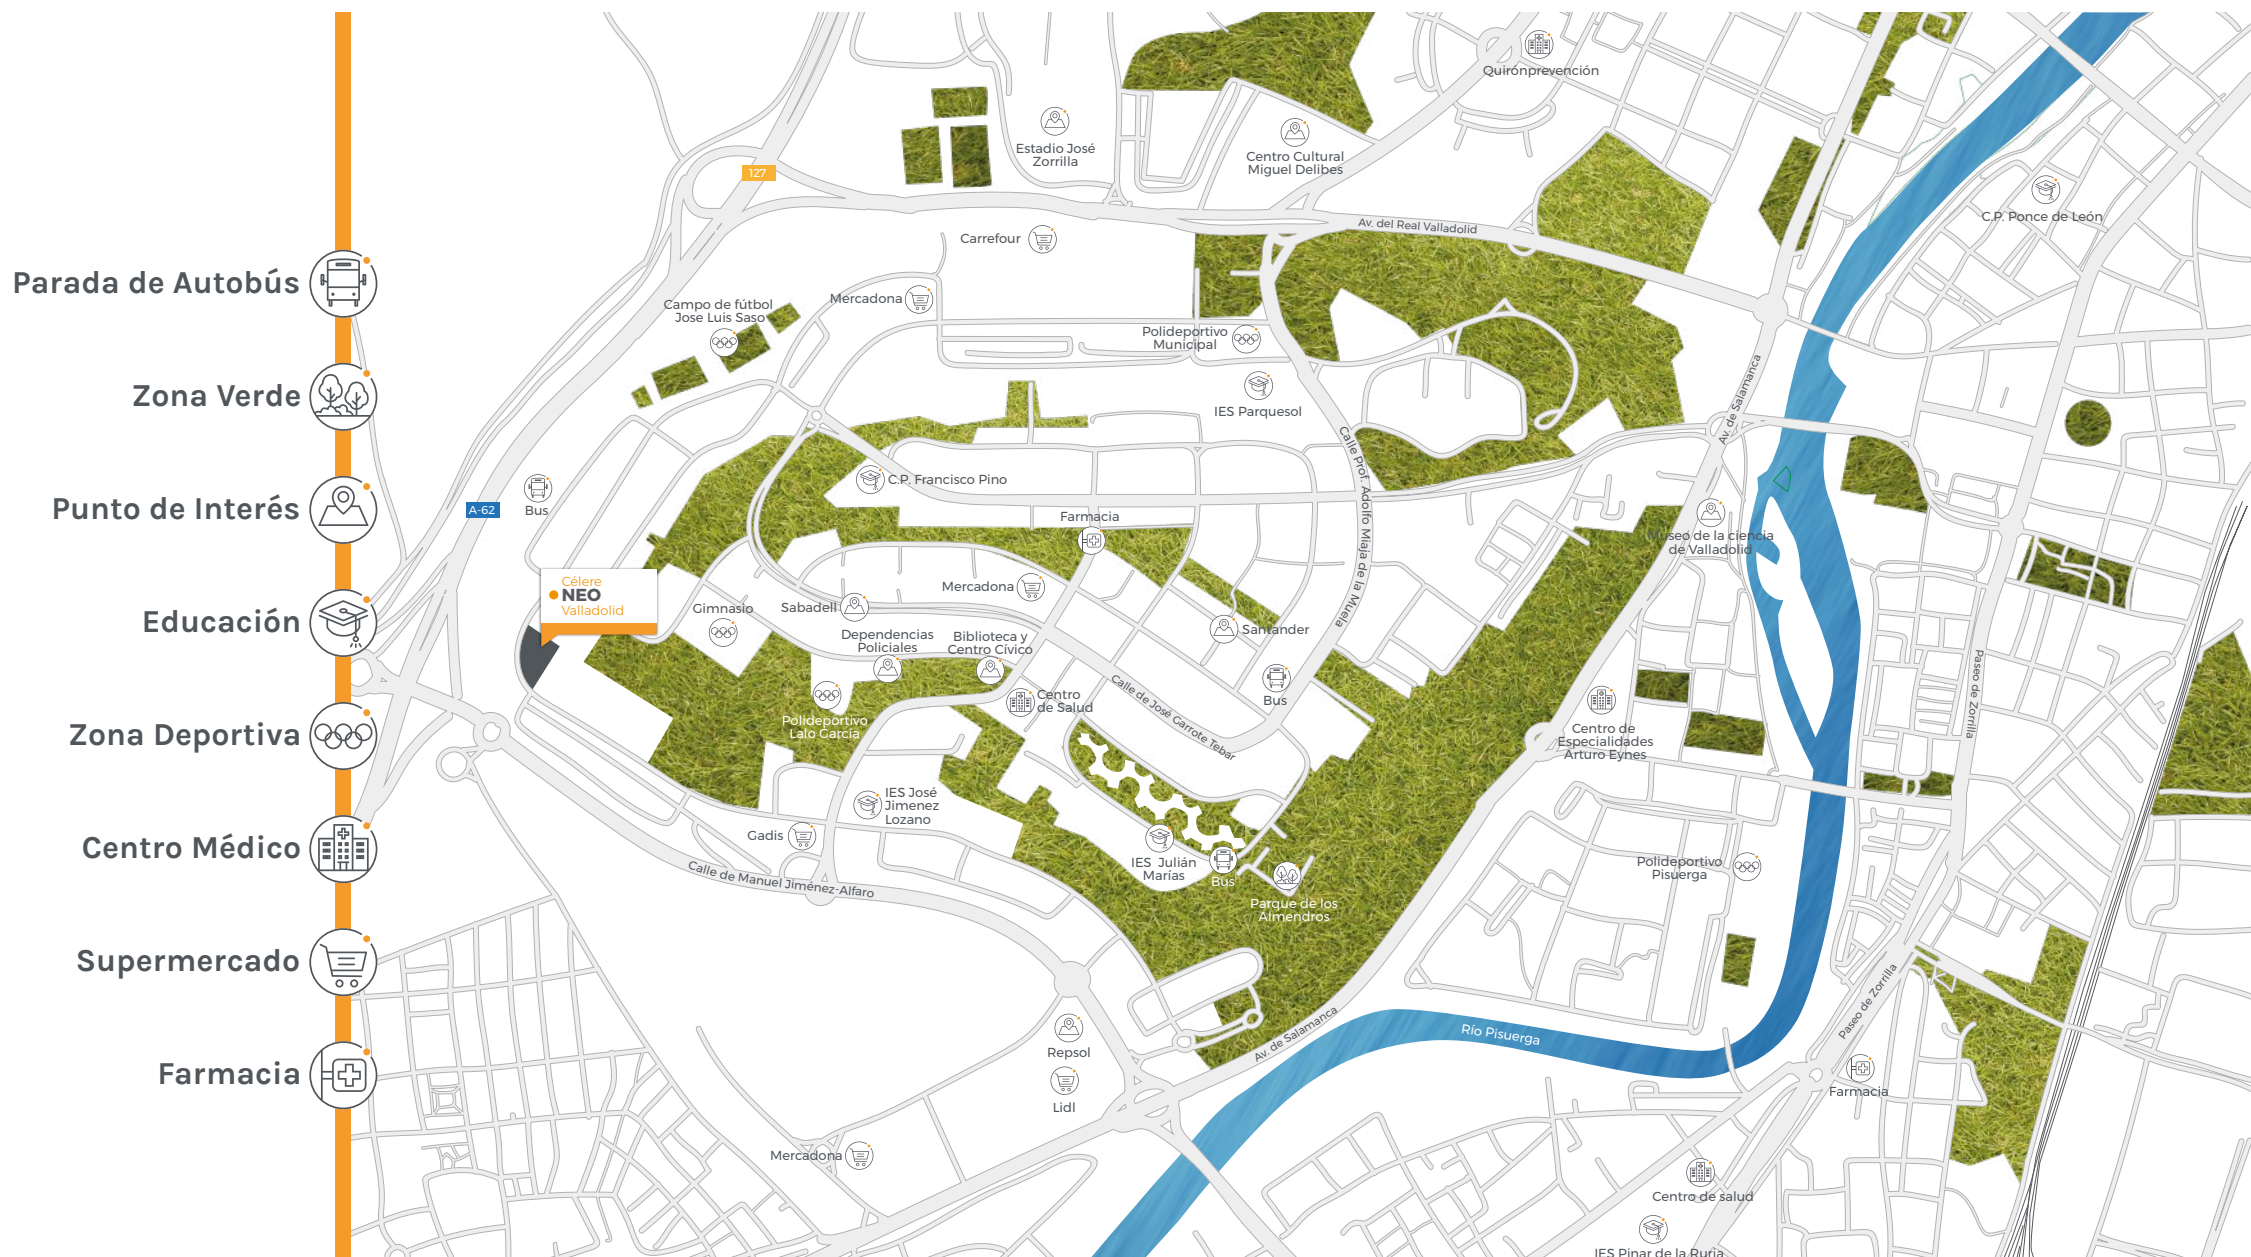 Parada de Autobús
Zona Verde
Punto de Interés
Educación
Zona Deportiva
Centro Médico
Supermercado
Farmacia
Quirónprevención
127
Estadio José
Zorrilla
Centro Cultural
Miguel Delibes
C.P. Ponce de León
Av. del Real Valladolid
Carrefour
Mercadona
Campo de fútbol
Jose Luis Saso
Polideportivo
Municipal
IES Parquesol
Av. de Salamanca
Calle Prof. Adolfo Miaja de la Muela
C.P. Francisco Pino
A-62
Bus
Farmacia
Museo de la ciencia
de Valladolid
Célere
NEO
Valladolid
Mercadona
Gimnasio
Sabadell
Santander
Dependencias
Policiales
Biblioteca y
Centro Cívico
Paseo de Zorrilla
Centro
de Salud
Calle de José Garrote Tebar
Bus
Polideportivo
Lalo García
Centro de
Especialidades
Arturo Eynes
IES José
Jimenez
Lozano
Gadis
IES Julián
Marías
Bus
Polideportivo
Pisuerga
Calle de Manuel Jiménez-Alfaro
Parque de los
Almendros
Paseo de Zorrilla
Av. de Salamanca
Río Pisuerga
Repsol
Lidl
Farmacia
Mercadona
Centro de salud
IES Pinar de la Rurja